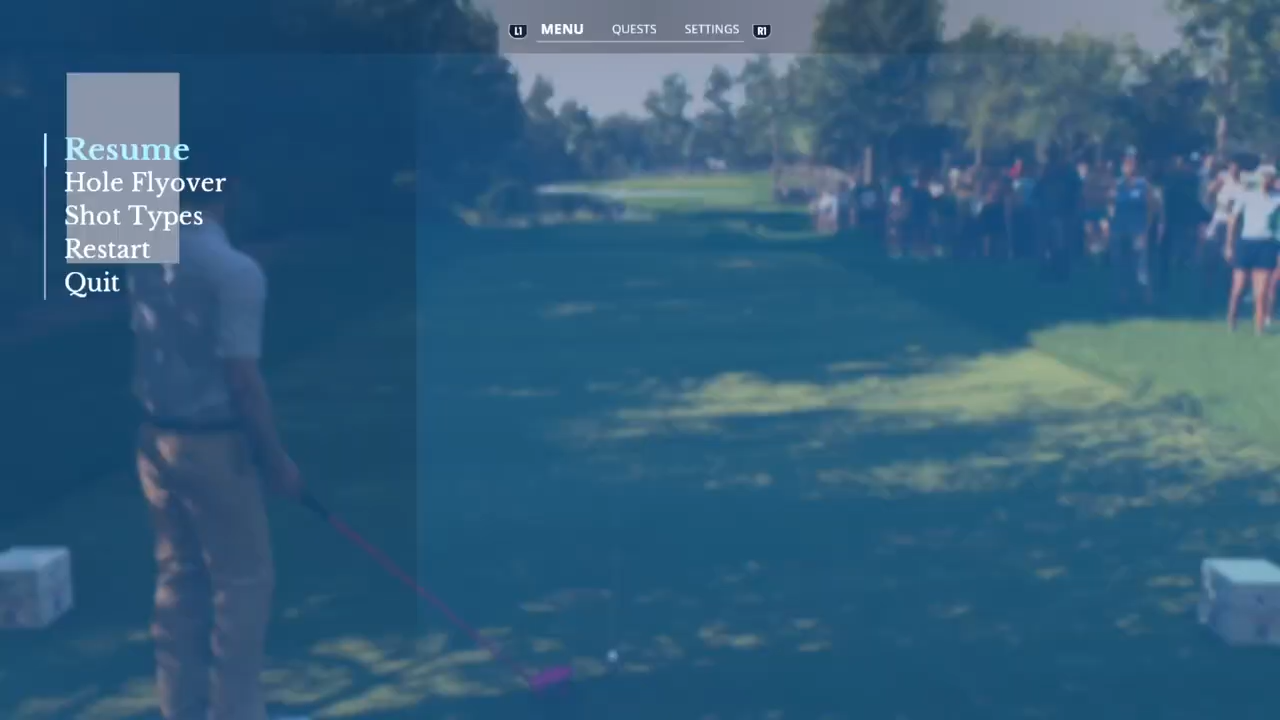 L1 MENU QUESTS SETTINGS R1
Resume
Hole Flyover
Shot Types
Restart
Quit